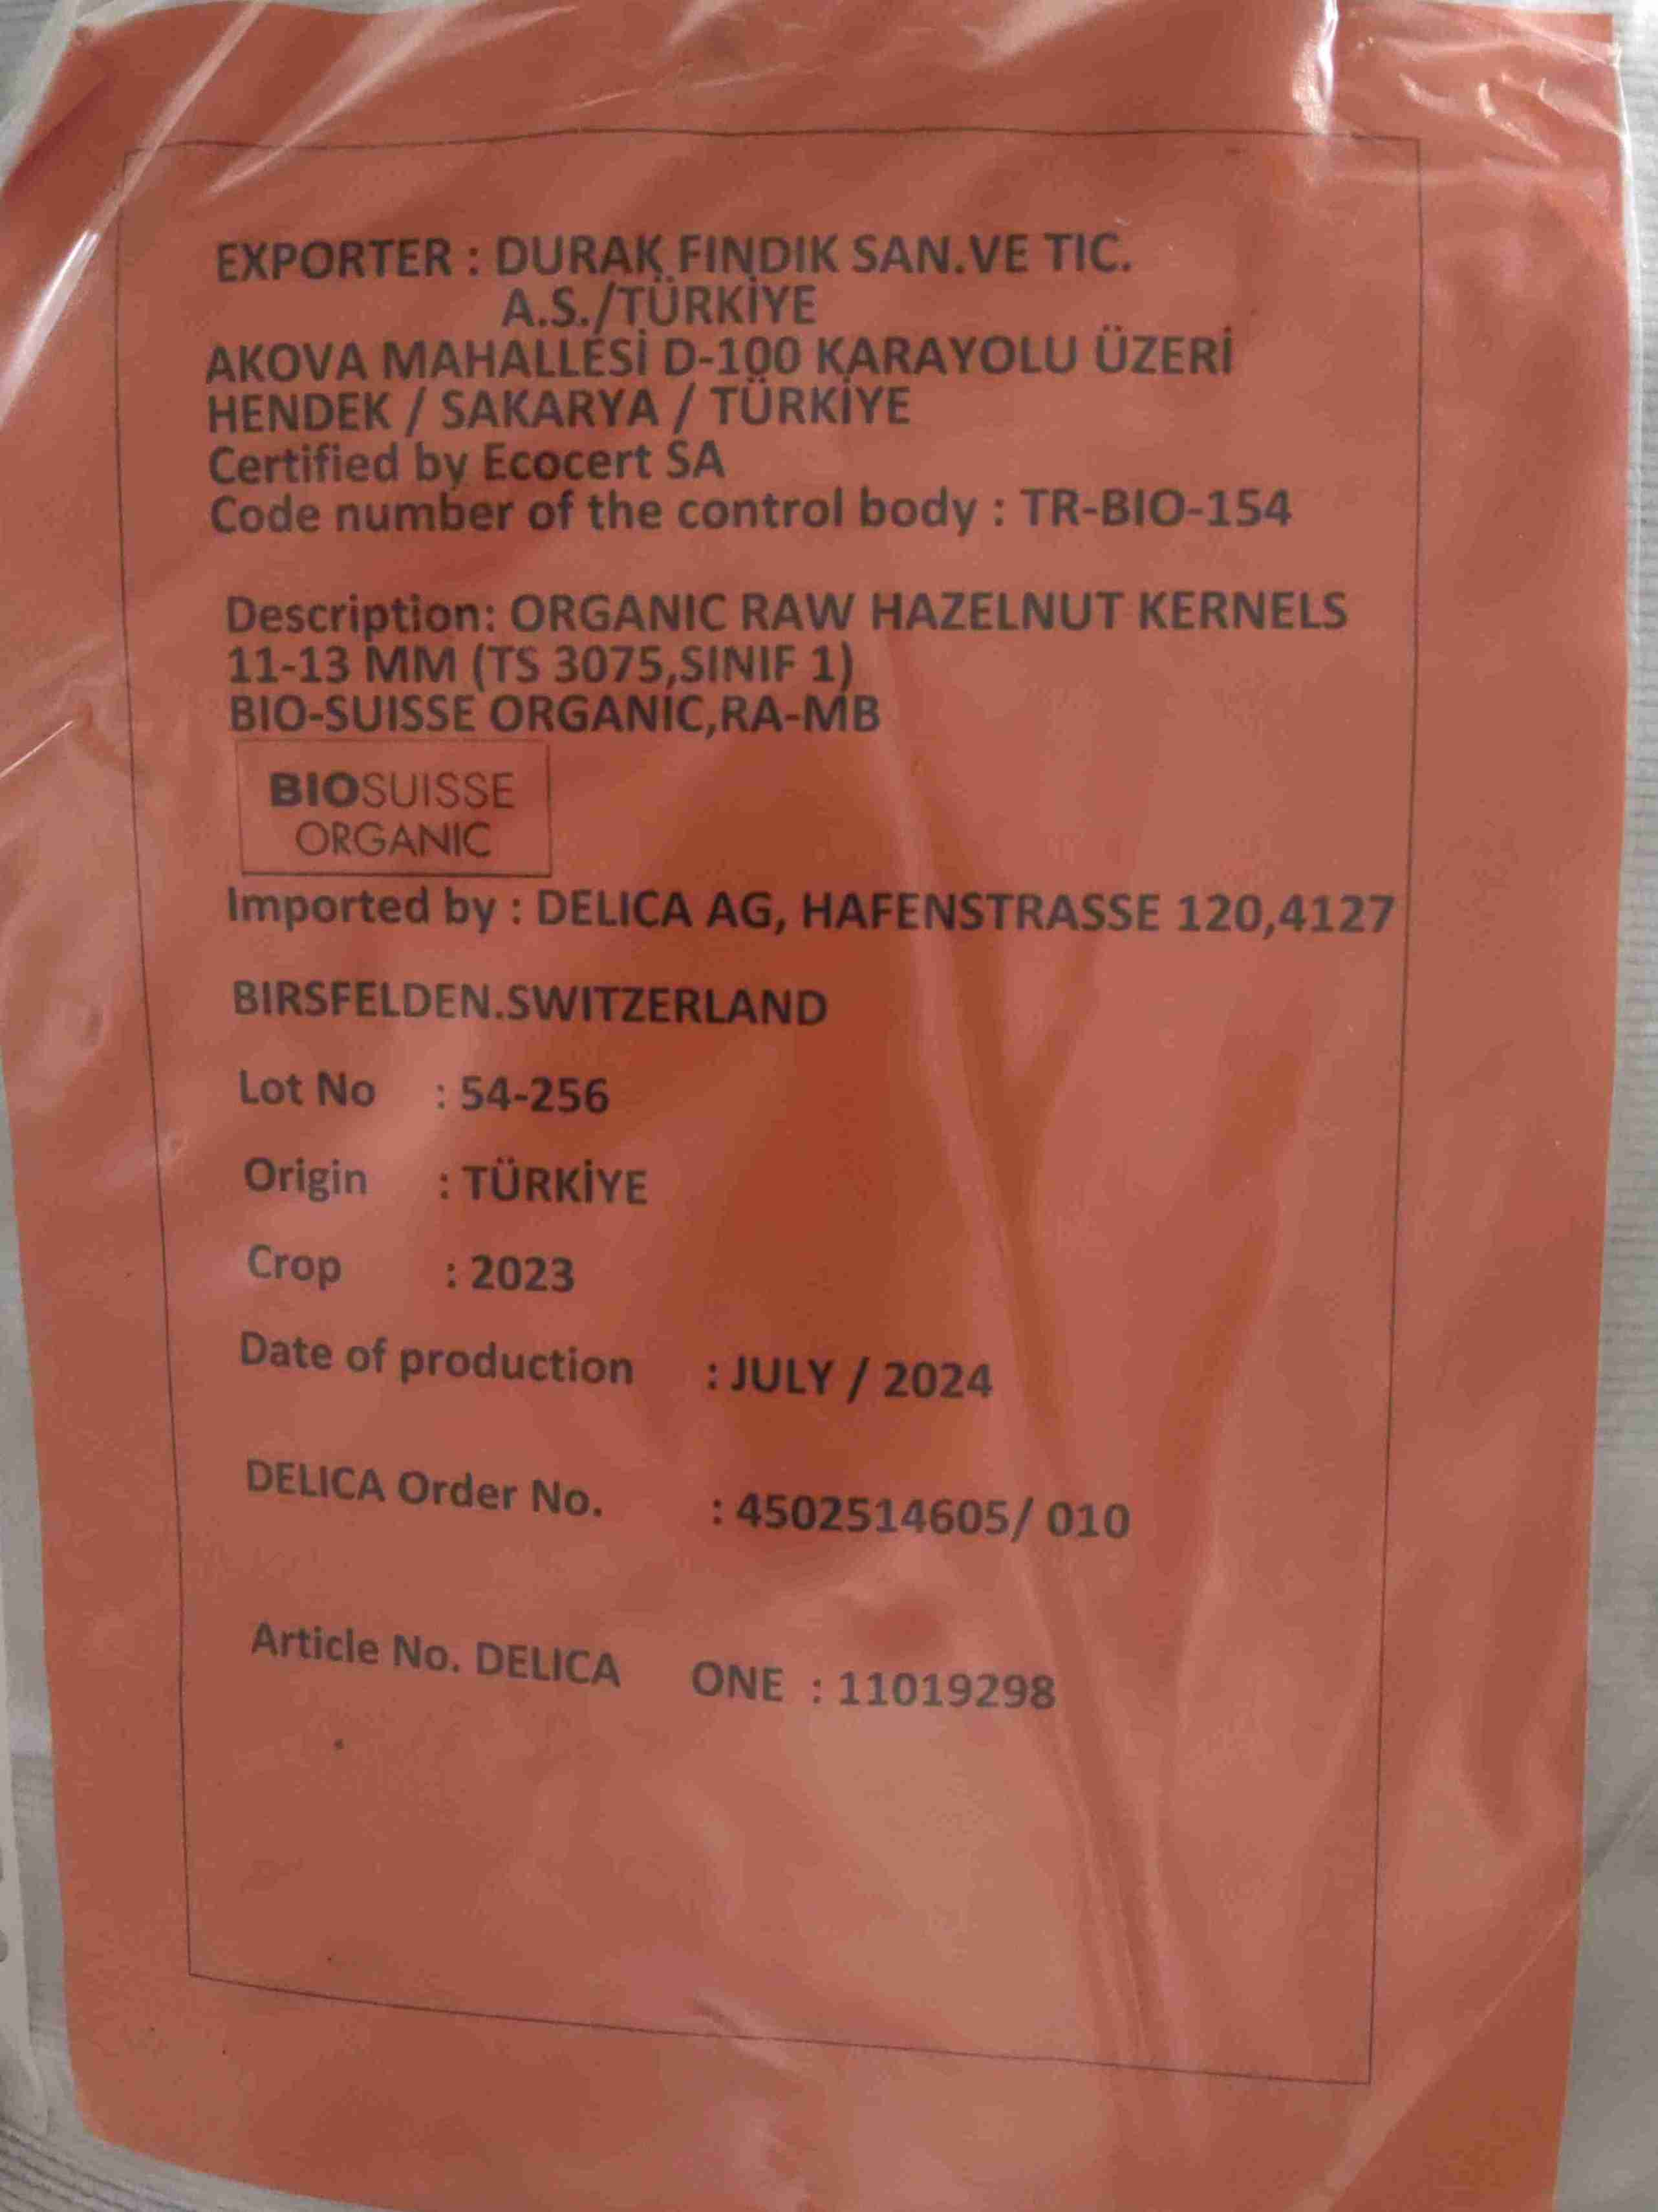 EXPORTER : DURAK FINDIK SAN.VE TIC.
A.S./TÜRKİYE
AKOVA MAHALLESİ D-100 KARAYOLU ÜZERİ
HENDEK / SAKARYA / TÜRKİYE
Certified by Ecocert SA
Code number of the control body : TR-BIO-154
Description: ORGANIC RAW HAZELNUT KERNELS
11-13 MM (TS 3075,SINIF 1)
BIO-SUISSE ORGANIC,RA-MB
BIOSUISSE
ORGANIC
Imported by : DELICA AG, HAFENSTRASSE 120,4127
BIRSFELDEN.SWITZERLAND
Lot No : 54-256
Origin : TÜRKİYE
Crop : 2023
Date of production : JULY / 2024
DELICA Order No. : 4502514605/ 010
Article No. DELICA ONE : 11019298